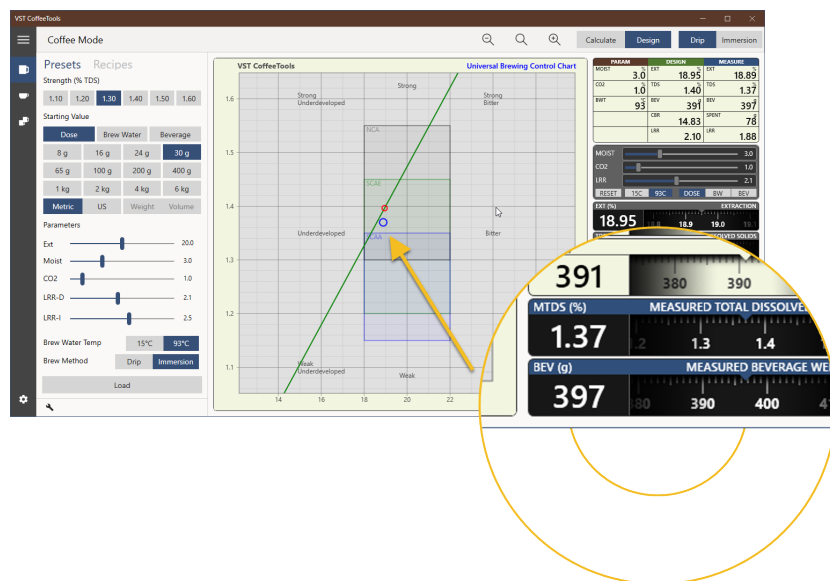 VST CoffeeTools
Coffee Mode
Calculate Design Drip Immersion
Presets Recipes
Strength (% TDS)
1.10 1.20 1.30 1.40 1.50 1.60
Starting Value
Dose Brew Water Beverage
8 g 16 g 24 g 30 g
65 g 100 g 200 g 400 g
1 kg 2 kg 4 kg 6 kg
Metric US Weight Volume
Parameters
Ext 20.0
Moist 3.0
CO2 1.0
LRR-D 2.1
LRR-I 2.5
Brew Water Temp 15°C 93°C
Brew Method Drip Immersion
Load
VST CoffeeTools Universal Brewing Control Chart
Strong
Strong
Underdeveloped
Strong
Bitter
NCA
SCAE
SCAA
Underdeveloped
Bitter
Weak
Underdeveloped
Weak
1.6
1.5
1.4
1.3
1.2
1.1
14 16 18 20 22
PARAM DESIGN MEASURE
MOIST % 3.0 EXT % 18.95 EXT % 18.89
CO2 % 1.0 TDS % 1.40 TDS % 1.37
BWT °C 93 BEV g 391 BEV g 397
CBR 14.83 SPENT g 78
LRR 2.10 LRR 1.88
MOIST 3.0
CO2 1.0
LRR 2.1
RESET 15C 93C DOSE BW BEV
EXT (%) EXTRACTION
18.95 18.8 18.9 19.0 19.1
391 380 390
MTDS (%) MEASURED TOTAL DISSOLVE
1.37 .2 1.3 1.4
BEV (g) MEASURED BEVERAGE WE
397 380 390 400